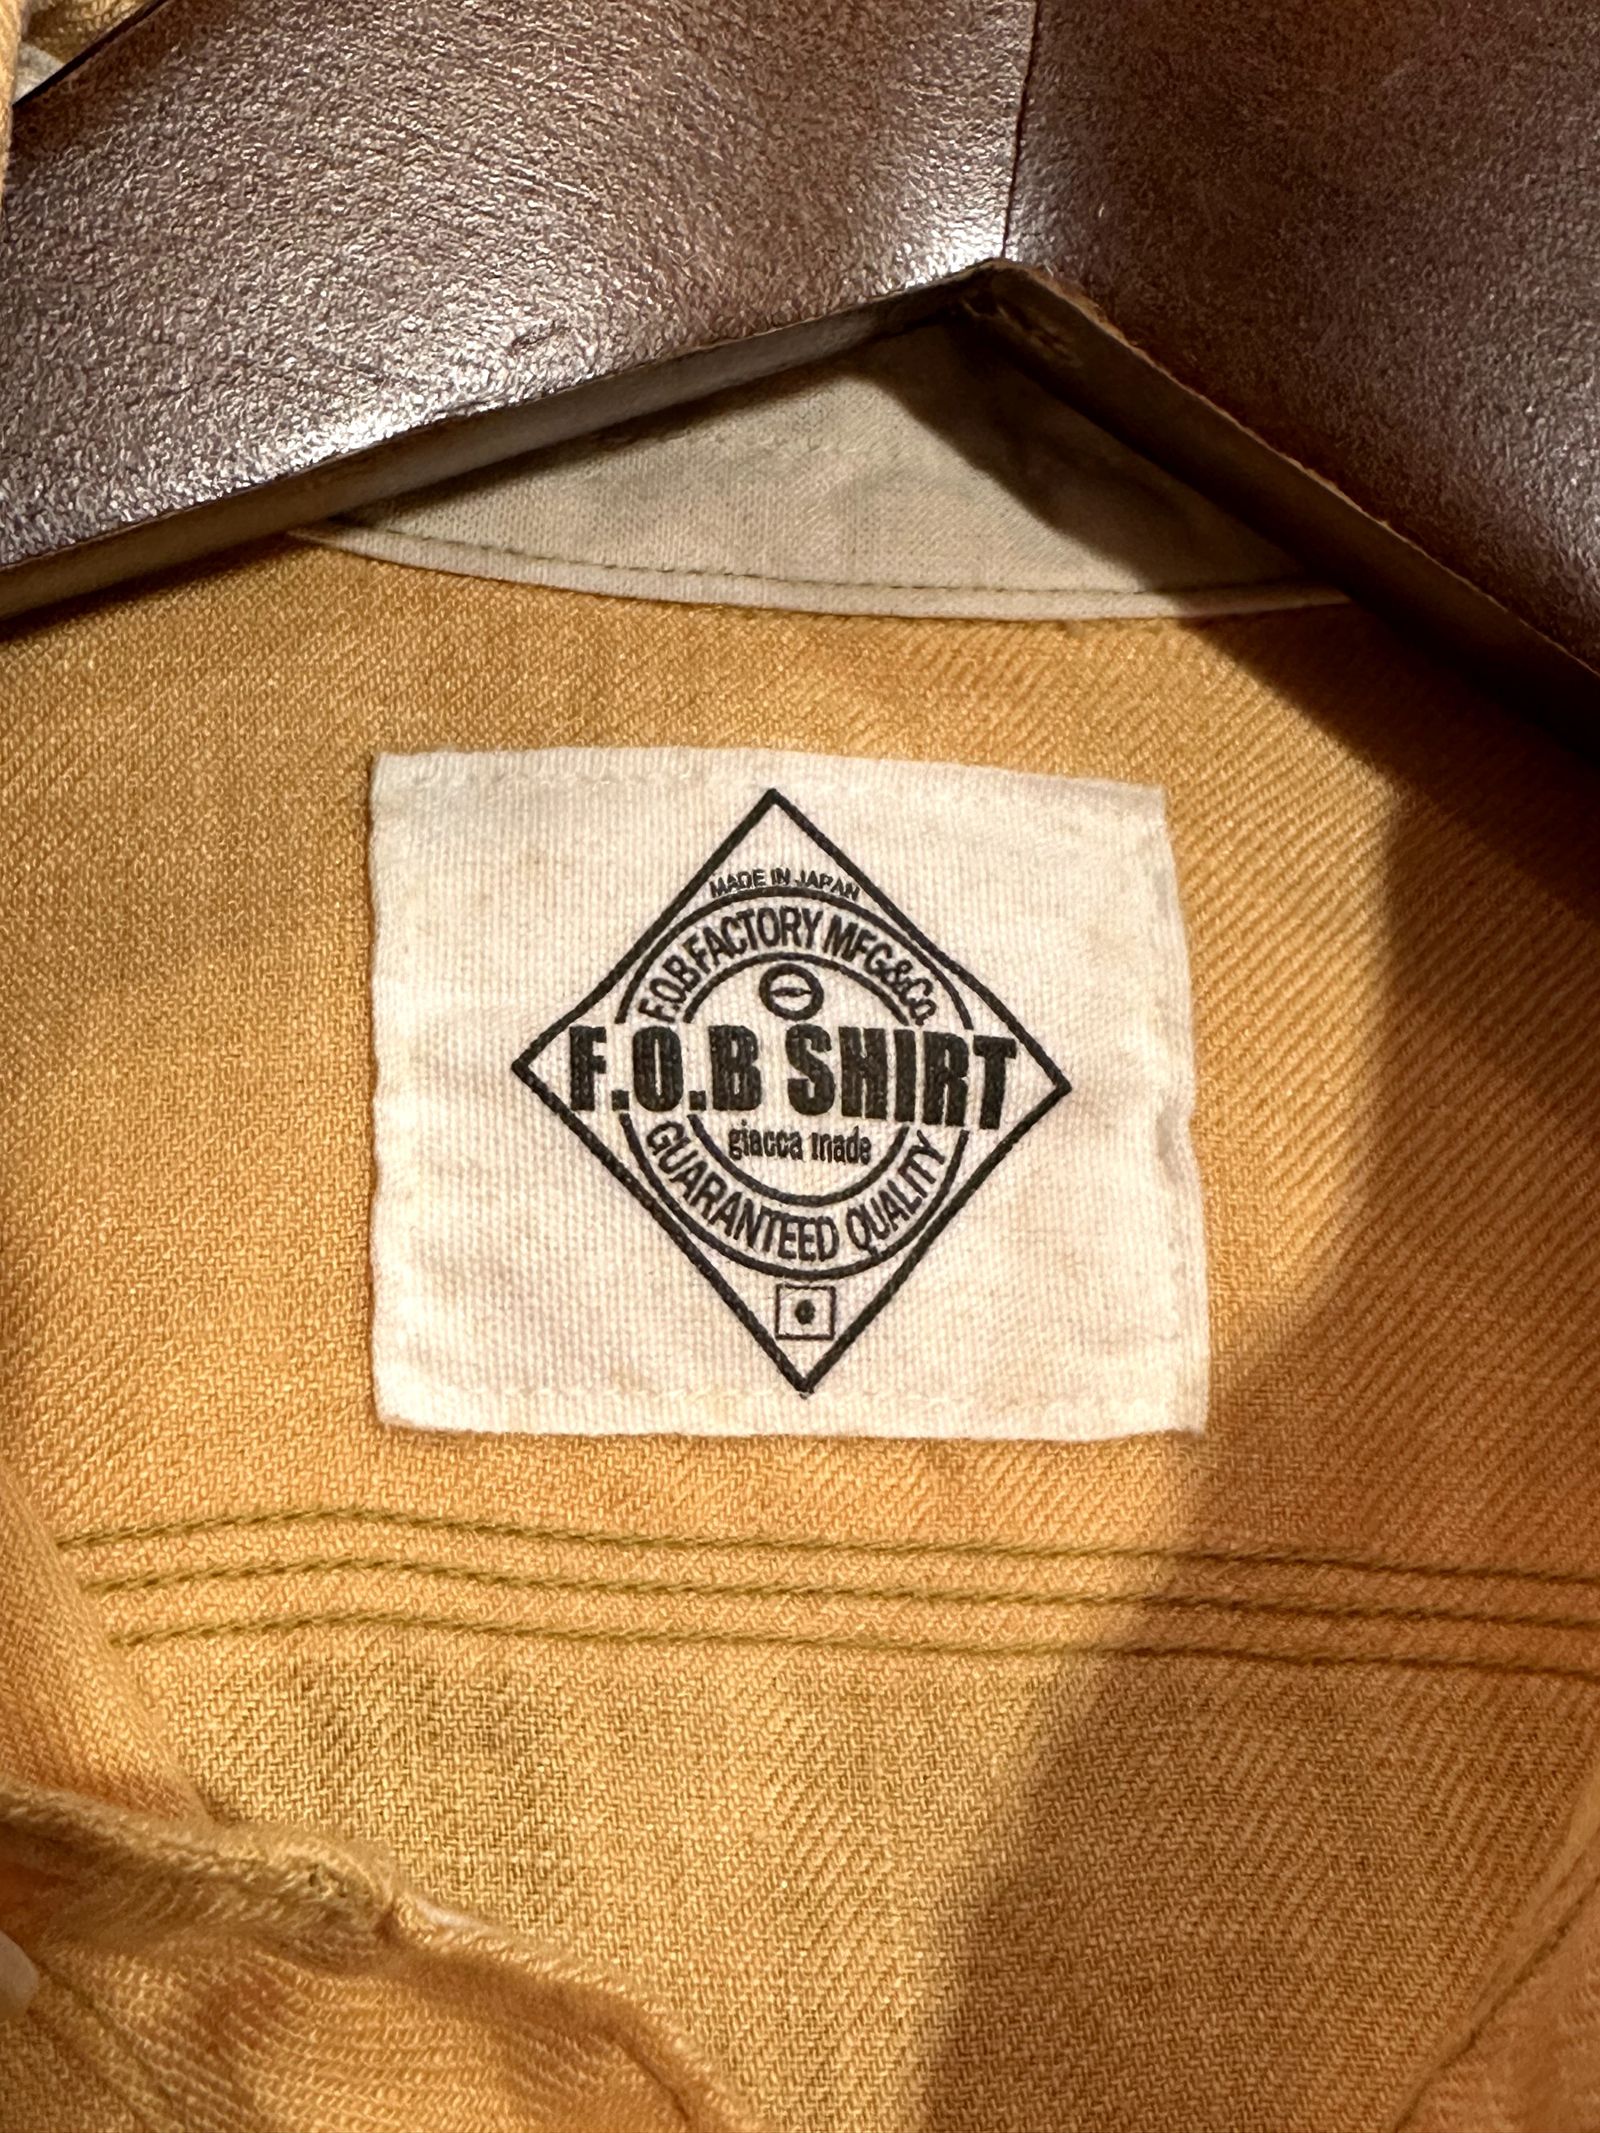 MADE IN JAPAN
F.O.B FACTORY MFG&Co.
F.O.B SHIRT
giacca made
GUARANTEED QUALITY